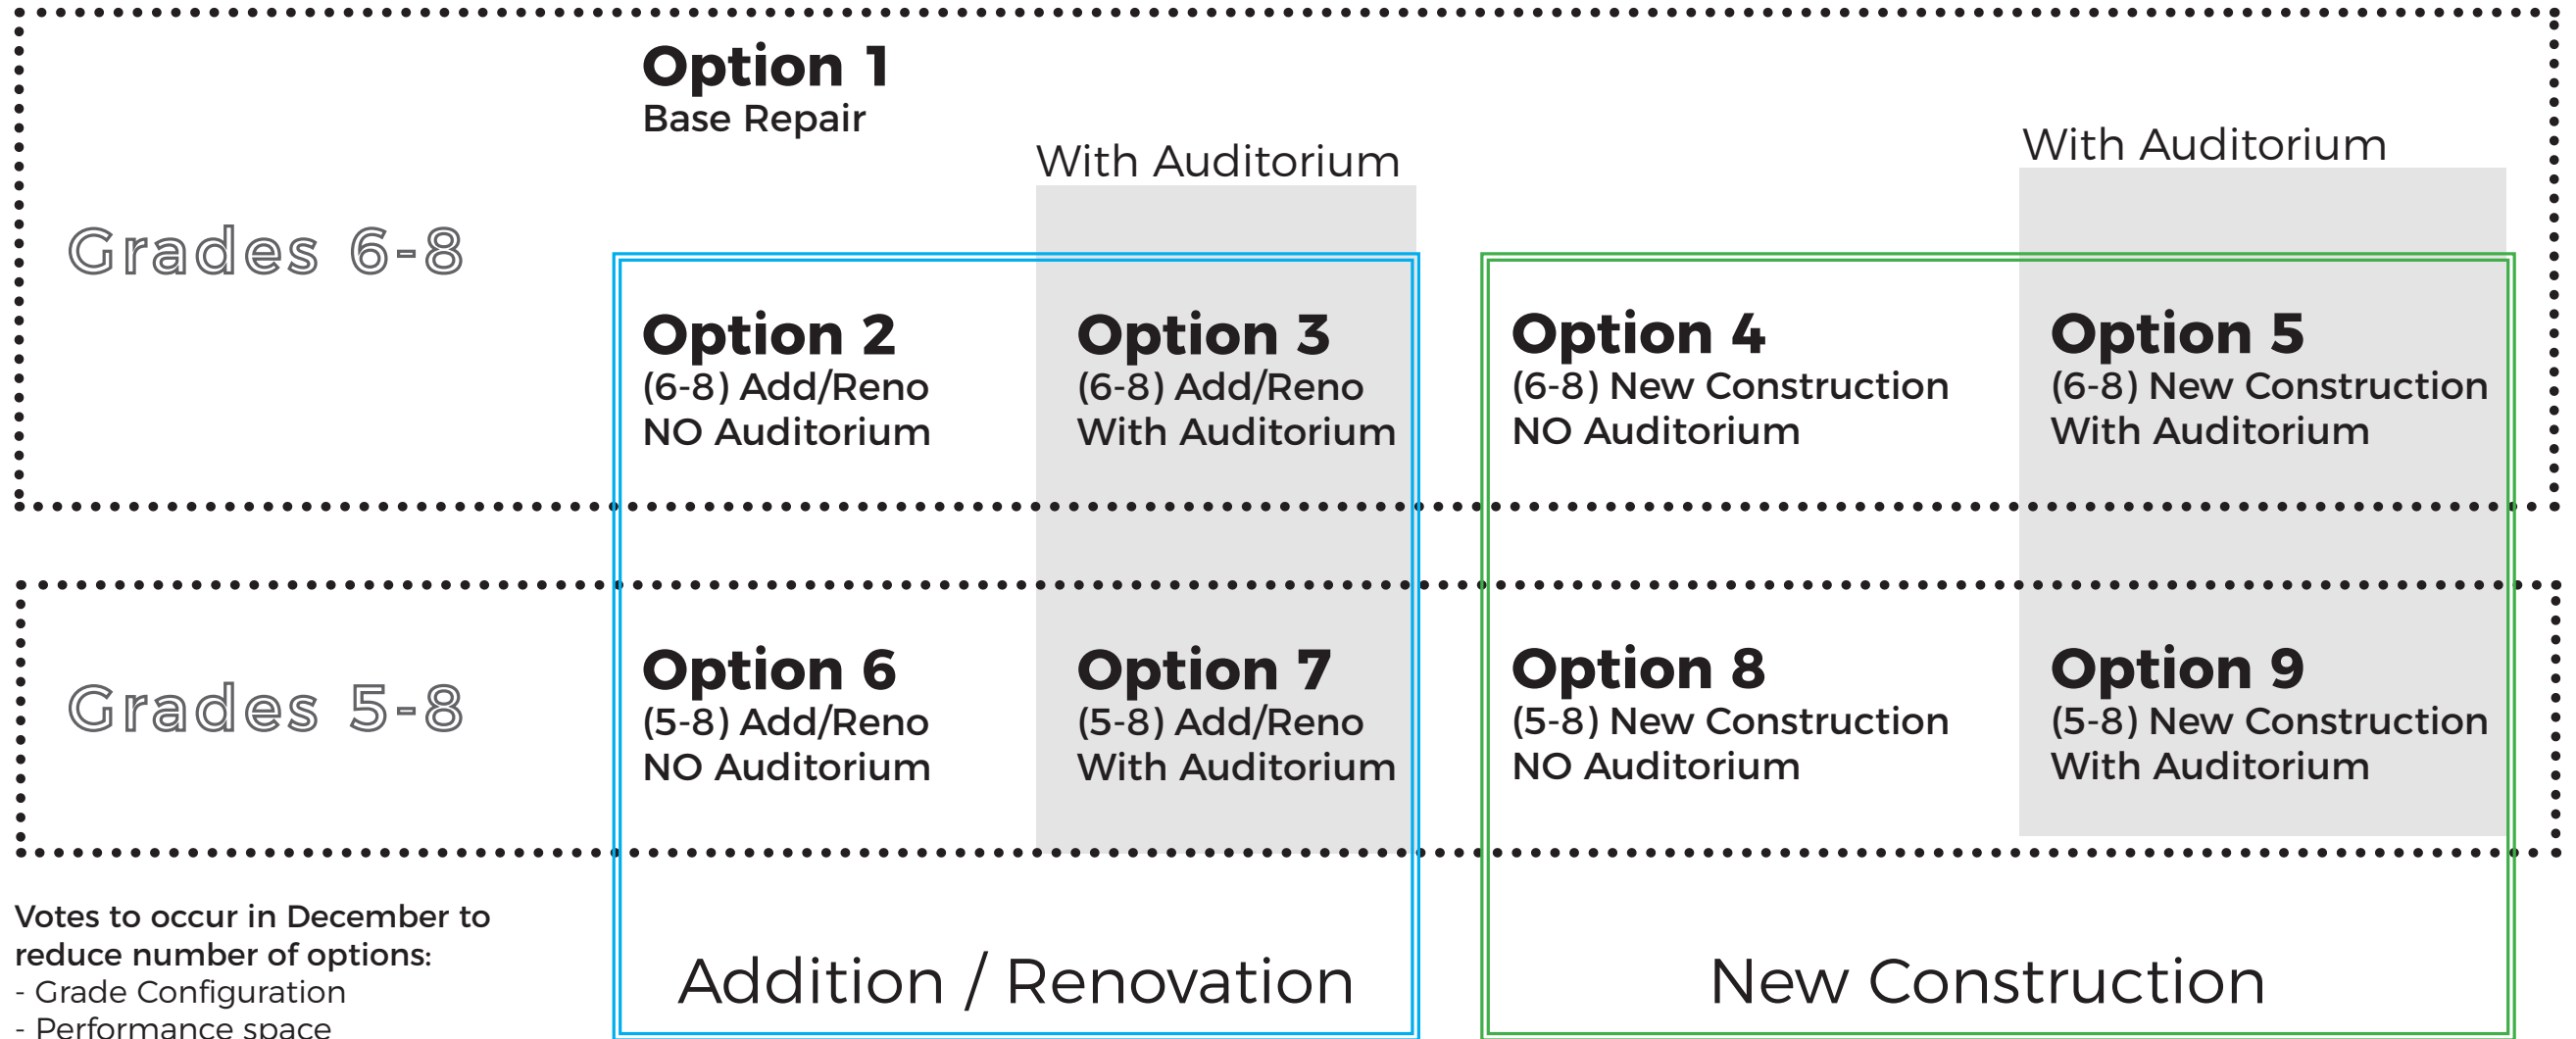 Option 1
Base Repair
With Auditorium
With Auditorium
Grades 6-8
Option 2
(6-8) Add/Reno
NO Auditorium
Option 3
(6-8) Add/Reno
With Auditorium
Option 4
(6-8) New Construction
NO Auditorium
Option 5
(6-8) New Construction
With Auditorium
Grades 5-8
Option 6
(5-8) Add/Reno
NO Auditorium
Option 7
(5-8) Add/Reno
With Auditorium
Option 8
(5-8) New Construction
NO Auditorium
Option 9
(5-8) New Construction
With Auditorium
Votes to occur in December to
reduce number of options:
- Grade Configuration
- Performance space
Addition / Renovation
New Construction